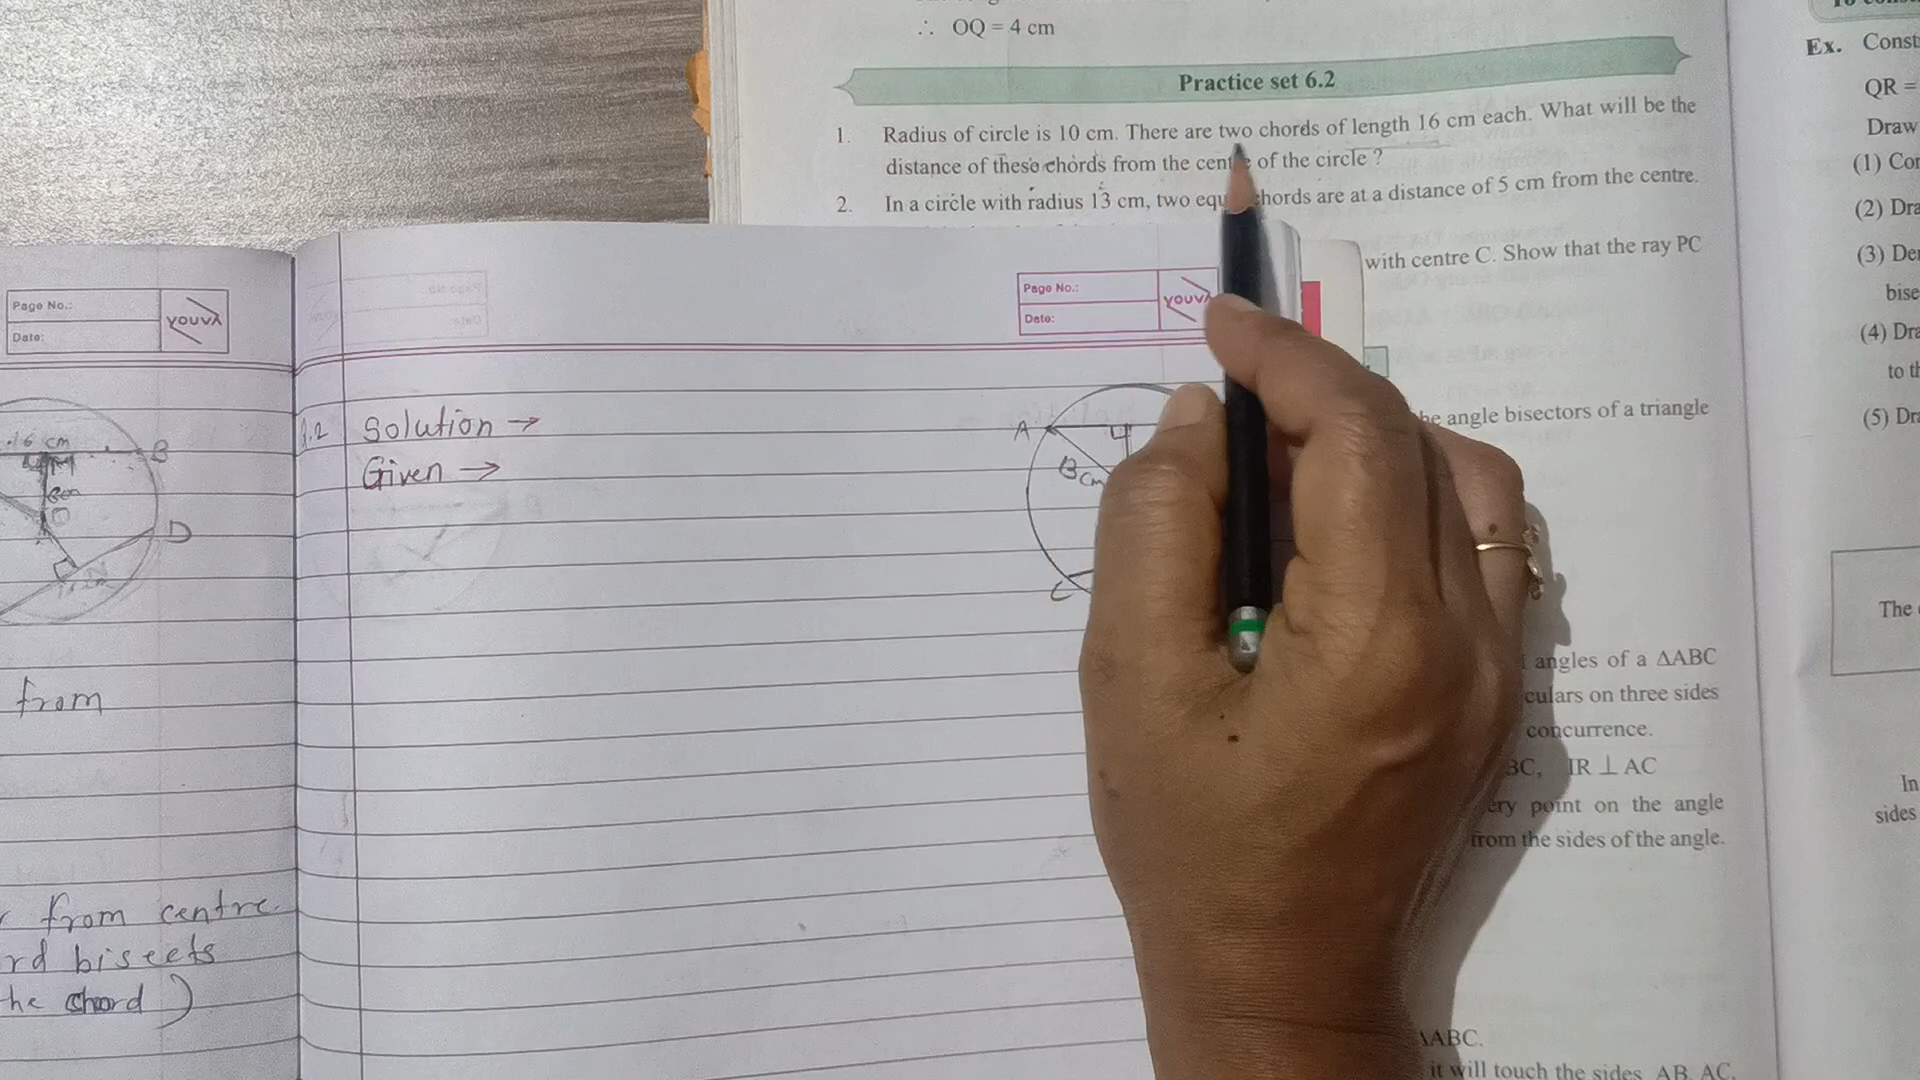 ∴ OQ = 4 cm
Practice set 6.2
1. Radius of circle is 10 cm. There are two chords of length 16 cm each. What will be the
distance of these chords from the centre of the circle ?
2. In a circle with radius 13 cm, two equ chords are at a distance of 5 cm from the centre.
with centre C. Show that the ray PC
he angle bisectors of a triangle
angles of a ΔABC
culars on three sides
concurrence.
BC, IR ⊥ AC
ery point on the angle
from the sides of the angle.
ABC.
it will touch the sides AB, AC,
Ex. Const
QR =
Draw
(1) Con
(2) Dra
(3) Der
bise
(4) Dra
to th
(5) Dra
The
In
sides
Page No.:
Date:
YOUVA
16 cm
B
M
D
from
from centre.
rd bisects
he chord )
Page No.:
Date:
YOUVA
Solution →
Given →
A
cm
C